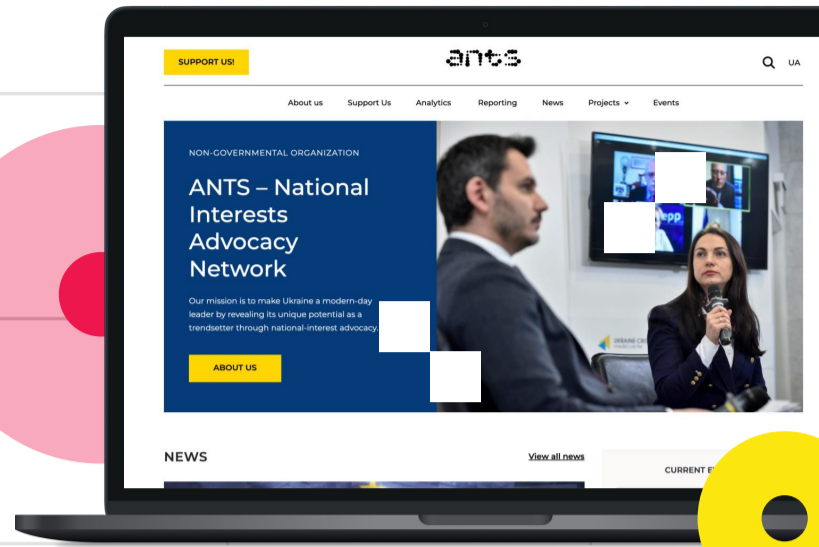 SUPPORT US!
ants
UA
About us Support Us Analytics Reporting News Projects Events
NON-GOVERNMENTAL ORGANIZATION
ANTS – National
Interests
Advocacy
Network
Our mission is to make Ukraine a modern-day
leader by revealing its unique potential as a
trendsetter through national-interest advocacy.
ABOUT US
epp
NEWS
View all news
CURRENT